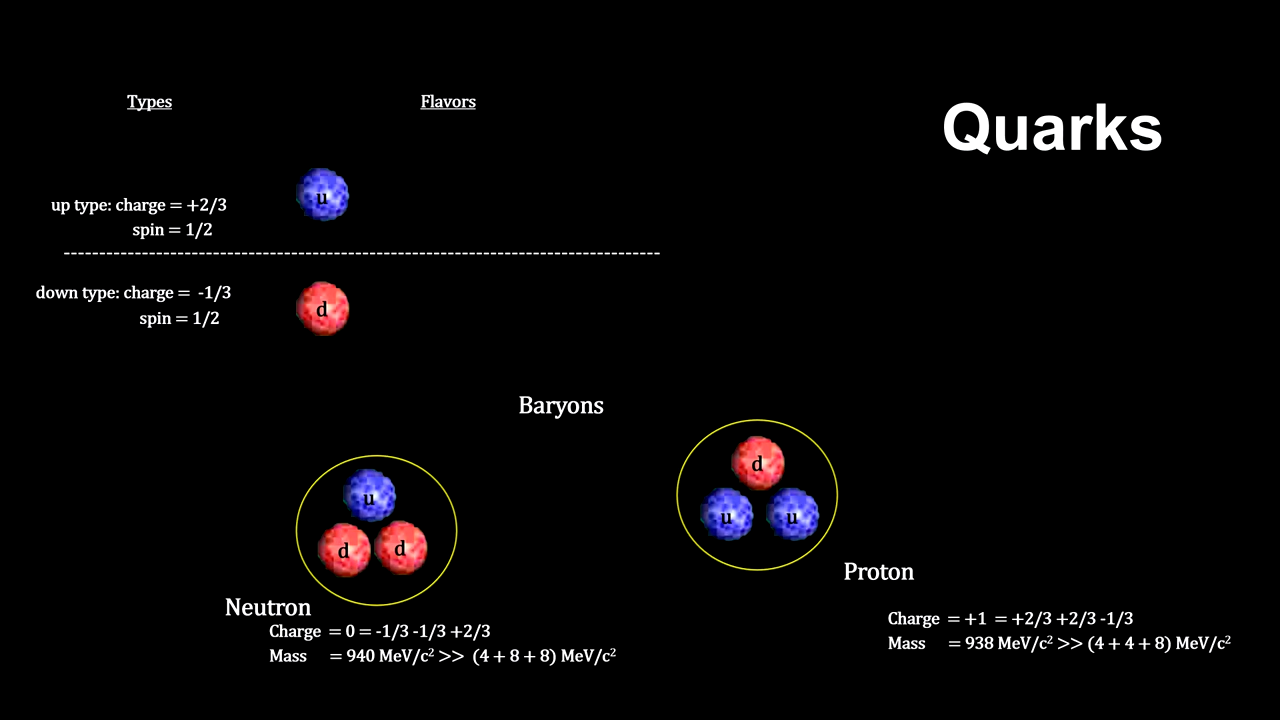 Quarks
Types
Flavors
u
up type: charge = +2/3
spin = 1/2
--------------------------------------------------------------------------------------
down type: charge =  -1/3
spin = 1/2
d
Baryons
u
d
d
d
u
u
Neutron
Charge  = 0 = -1/3 -1/3 +2/3
Mass     = 940 MeV/c² >>  (4 + 8 + 8) MeV/c²
Proton
Charge  = +1  = +2/3 +2/3 -1/3
Mass     = 938 MeV/c² >> (4 + 4 + 8) MeV/c²